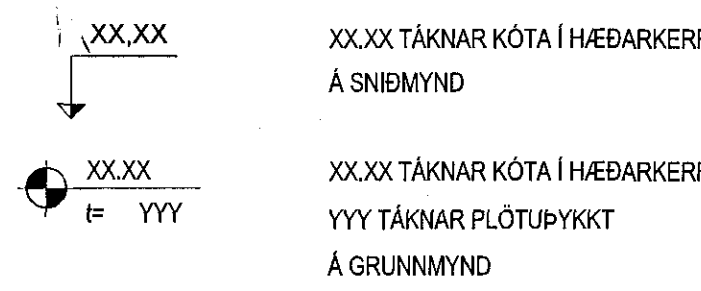 XX,XX XX.XX TÁKNAR KÓTA Í HÆÐARKERF
Á SNIÐMYND
XX.XX XX.XX TÁKNAR KÓTA Í HÆÐARKERF
t= YYY YYY TÁKNAR PLÖTUÞYKKT
Á GRUNNMYND